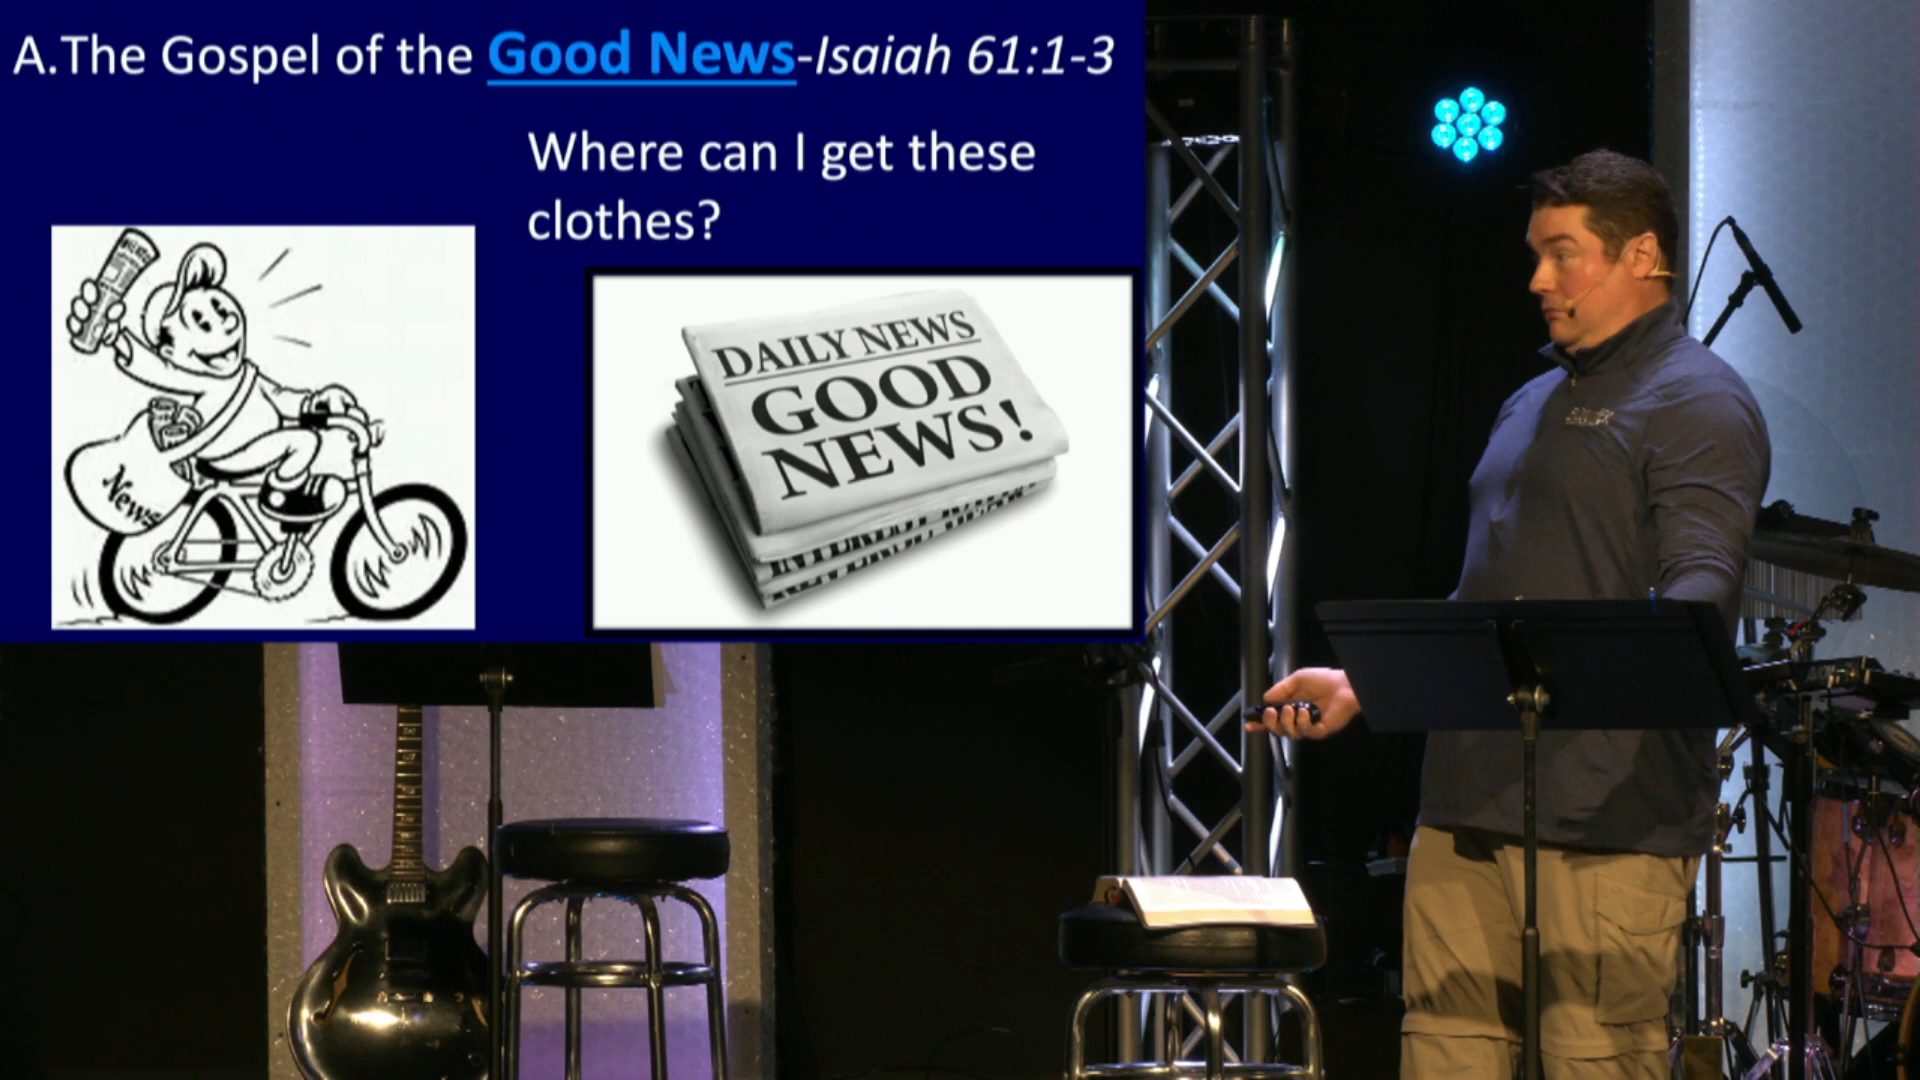 A.The Gospel of the Good News-Isaiah 61:1-3
Where can I get these
clothes?
News
DAILY NEWS
GOOD
NEWS!